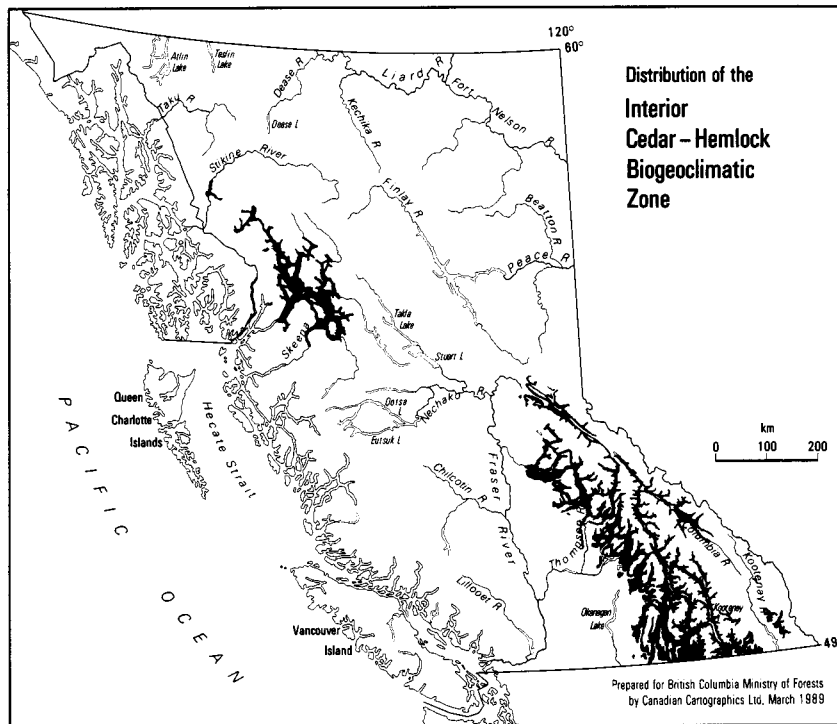 120°
60°
Distribution of the
Interior
Cedar – Hemlock
Biogeoclimatic
Zone
Atlin
Lake
Teslin
Lake
Taku R
Dease R
Liard R
Fort
Nelson R
Dease L
Kechika R
Stikine River
Finlay R
Beatton
R
Peace R
Takla
Lake
Skeena
Stuart L
Queen
Charlotte
Islands
Hecate Strait
PACIFIC OCEAN
Ootsa
L
Nechako R
Eutsuk L
km
0 100 200
Chilcotin R
Fraser
River
Thompson
Columbia R
Kootenay
Lillooet R
Okanagan
Lake
Kootenay
Vancouver
Island
49
Prepared for British Columbia Ministry of Forests
by Canadian Cartographics Ltd, March 1989